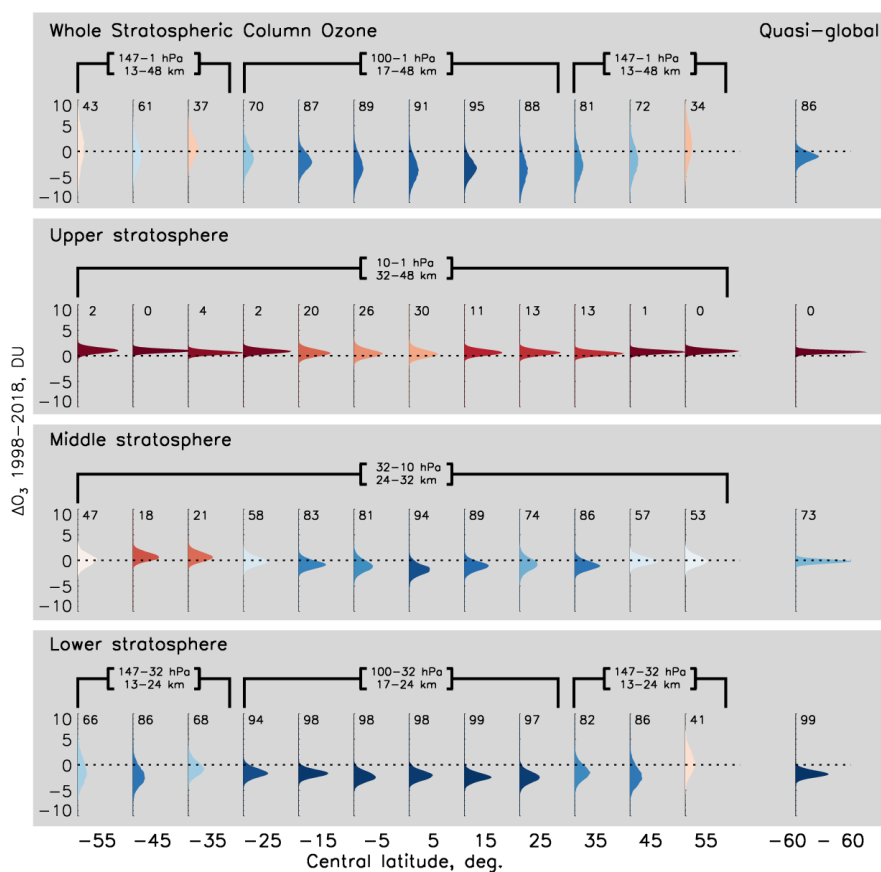 Whole Stratospheric Column Ozone Quasi-global
147-1 hPa 100-1 hPa 147-1 hPa
13-48 km 17-48 km 13-48 km
10 43 61 37 70 87 89 91 95 88 81 72 34 86
5
0
-5
-10
Upper stratosphere
10-1 hPa
32-48 km
10 2 0 4 2 20 26 30 11 13 13 1 0 0
5
0
-5
-10
ΔO₃ 1998-2018, DU
Middle stratosphere
32-10 hPa
24-32 km
10 47 18 21 58 83 81 94 89 74 86 57 53 73
5
0
-5
-10
Lower stratosphere
147-32 hPa 100-32 hPa 147-32 hPa
13-24 km 17-24 km 13-24 km
10 66 86 68 94 98 98 98 99 97 82 86 41 99
5
0
-5
-10
-55 -45 -35 -25 -15 -5 5 15 25 35 45 55 -60 - 60
Central latitude, deg.